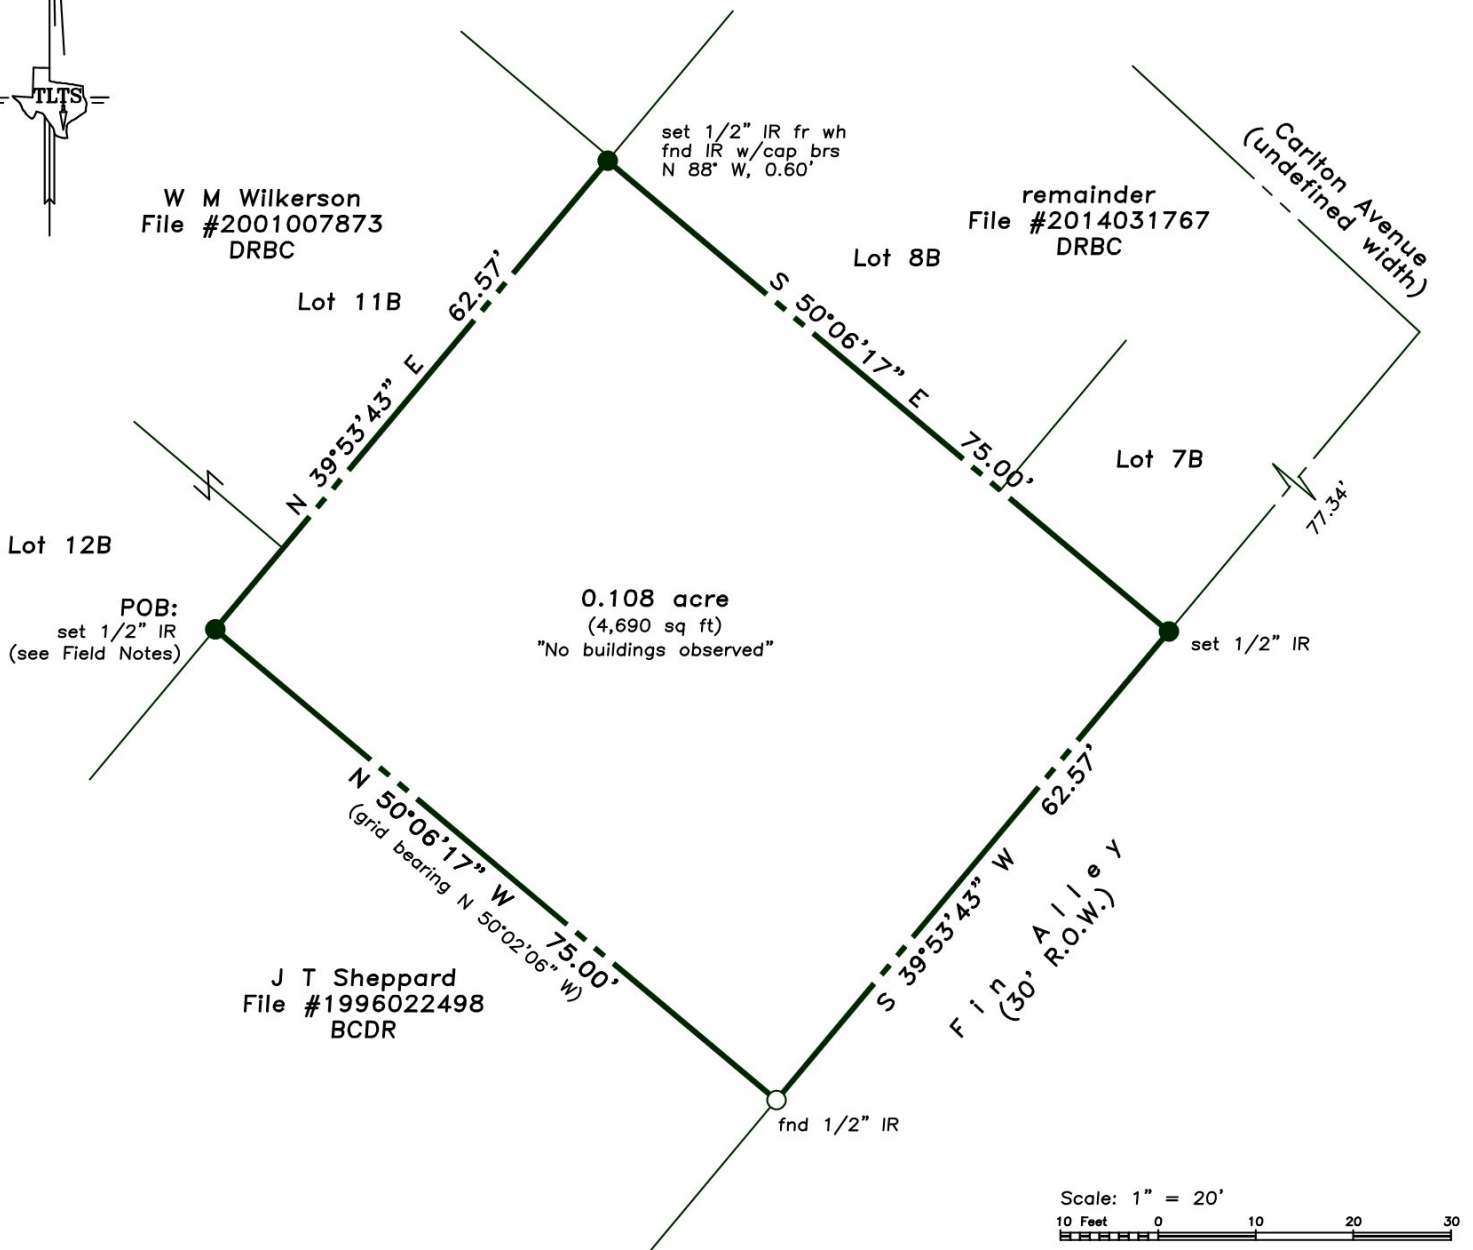 TLTS
set 1/2" IR fr wh
fnd IR w/cap brs
N 88° W, 0.60'
W M Wilkerson
File #2001007873
DRBC
remainder
File #2014031767
DRBC
Carlton Avenue
(undefined width)
Lot 8B
Lot 11B
N 39°53'43" E 62.57'
S 50°06'17" E 75.00'
Lot 7B
77.34'
Lot 12B
POB:
set 1/2" IR
(see Field Notes)
0.108 acre
(4,690 sq ft)
"No buildings observed"
set 1/2" IR
N 50°06'17" W 75.00'
(grid bearing N 50°02'06" W)
S 39°53'43" W 62.57'
Fin Alley
(30' R.O.W.)
J T Sheppard
File #1996022498
BCDR
fnd 1/2" IR
Scale: 1" = 20'
10 Feet 0 10 20 30